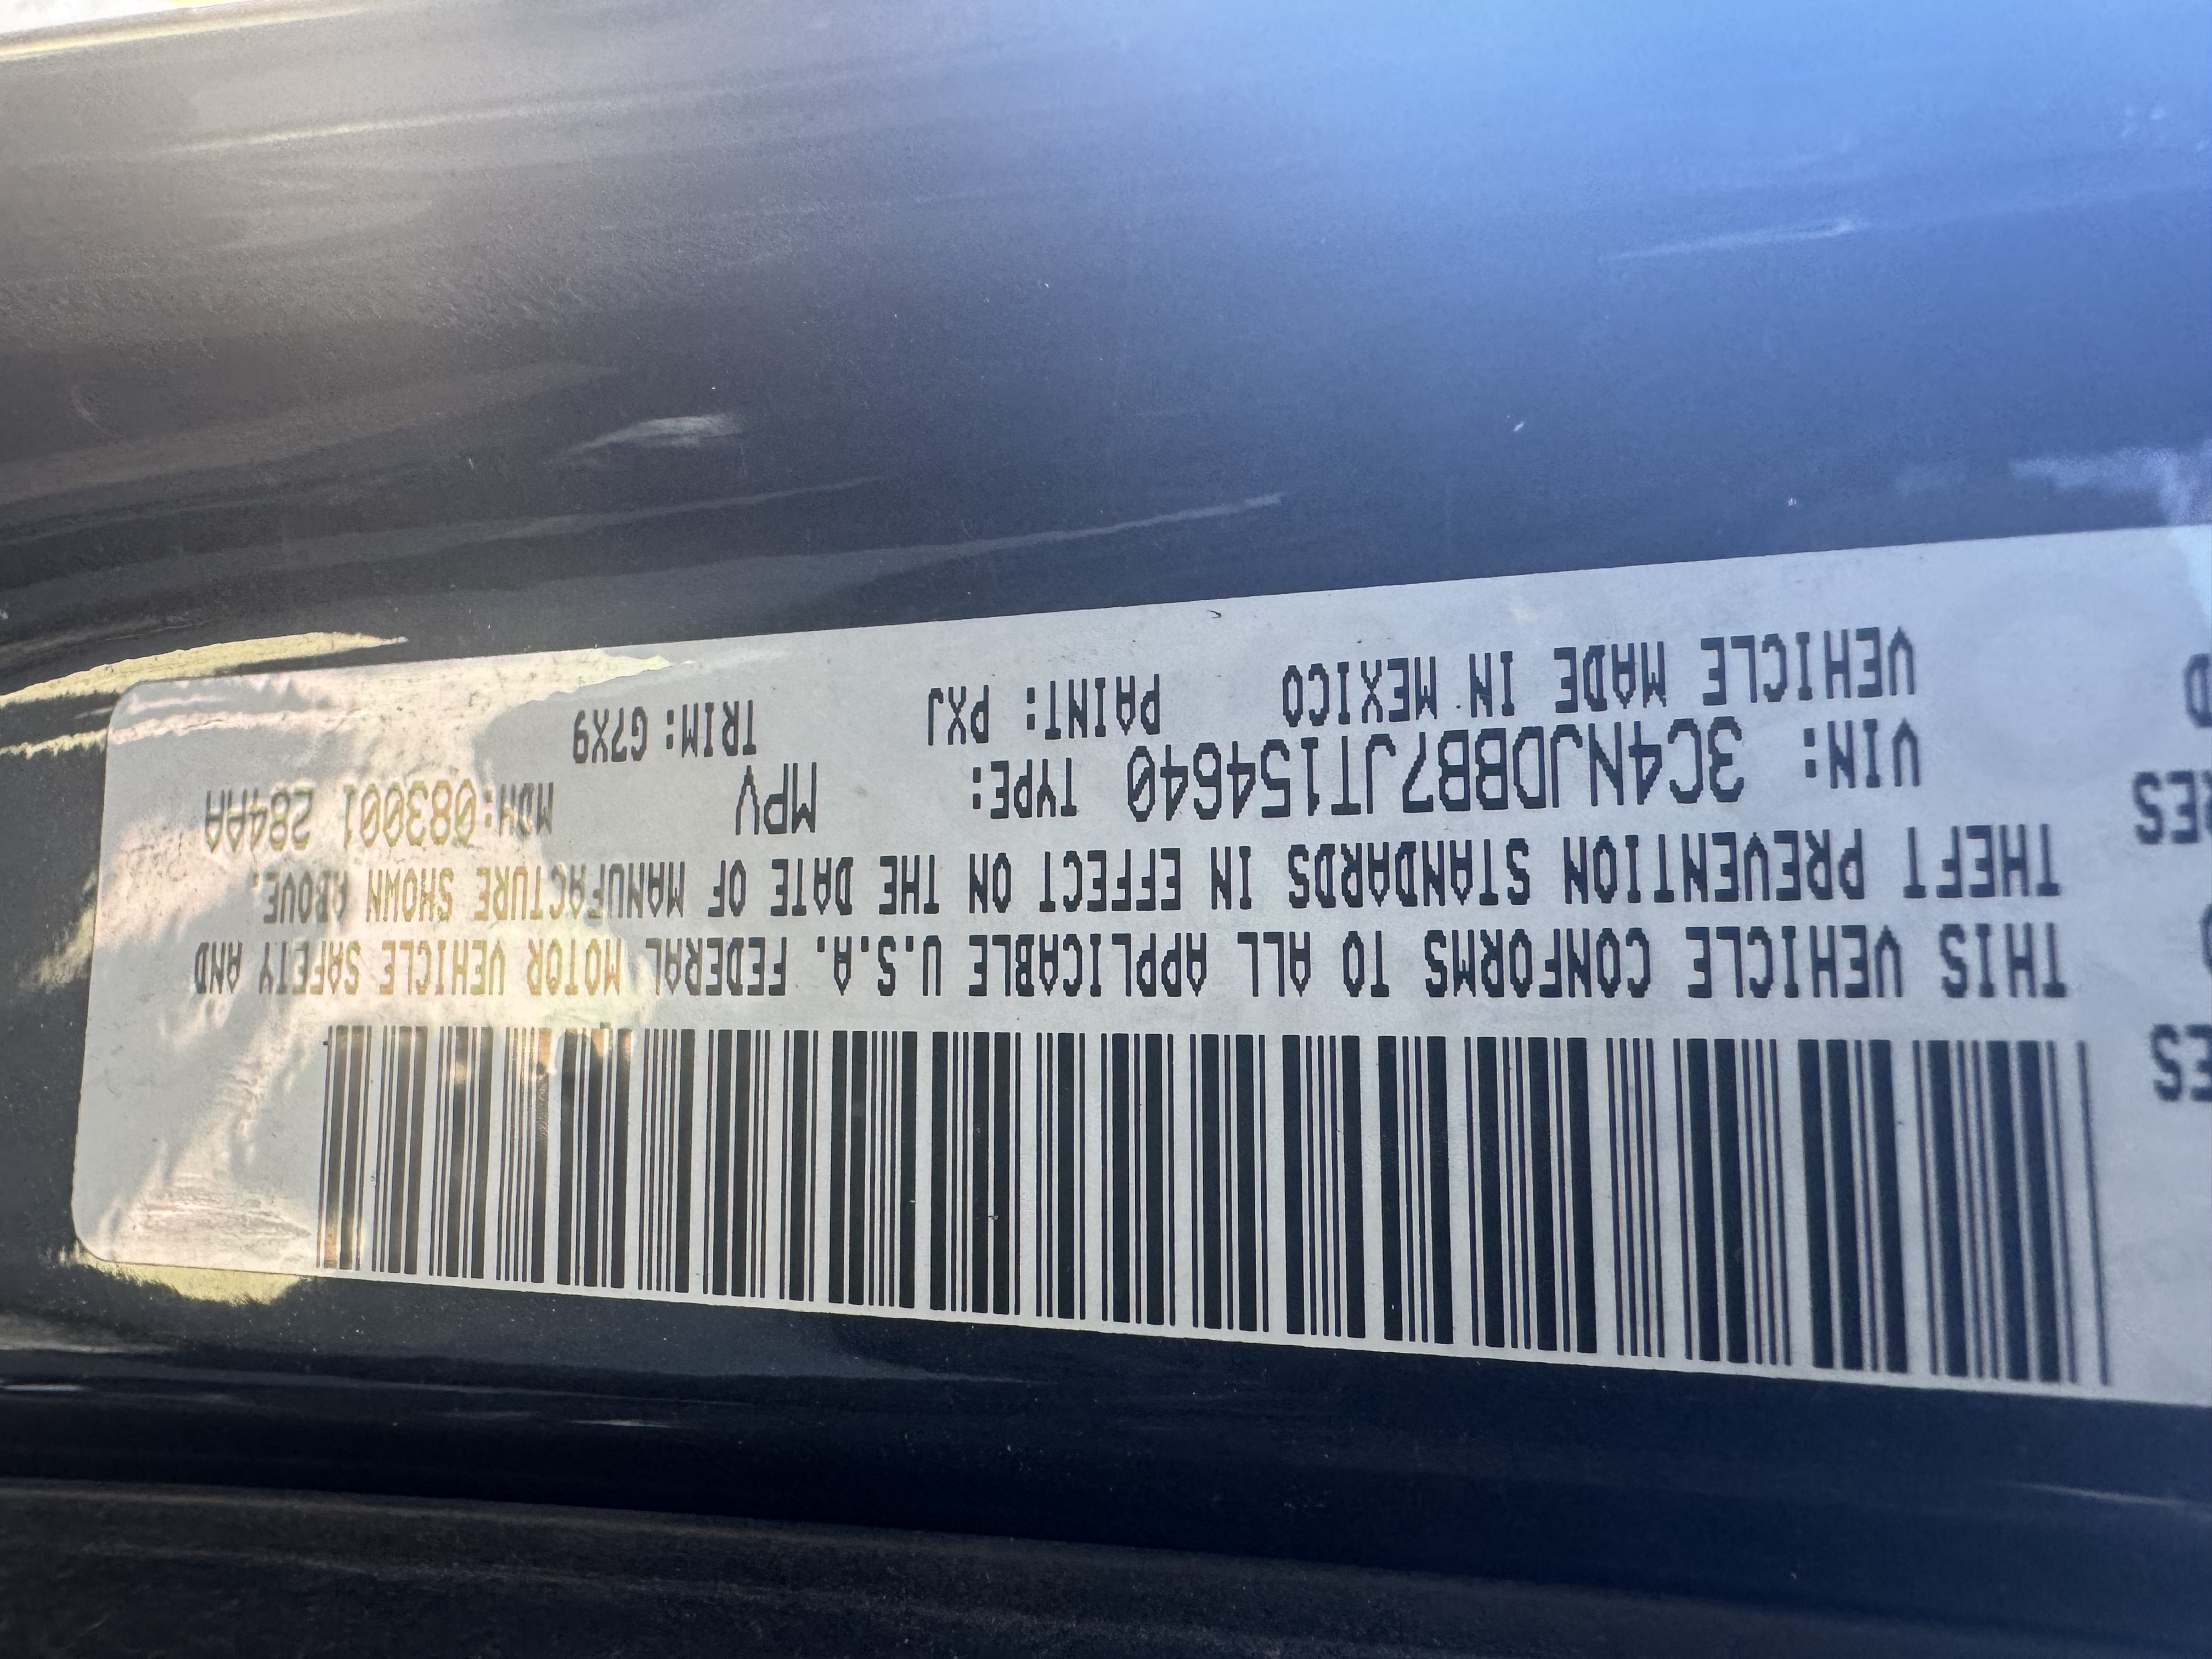 THIS VEHICLE CONFORMS TO ALL APPLICABLE U.S.A. FEDERAL MOTOR VEHICLE SAFETY AND
THEFT PREVENTION STANDARDS IN EFFECT ON THE DATE OF MANUFACTURE SHOWN ABOVE.
VIN: 3C4NJDBB7JT154640 TYPE: MPV MDH:083001 284AA
VEHICLE MADE IN MEXICO PAINT: PXJ TRIM: G7X9